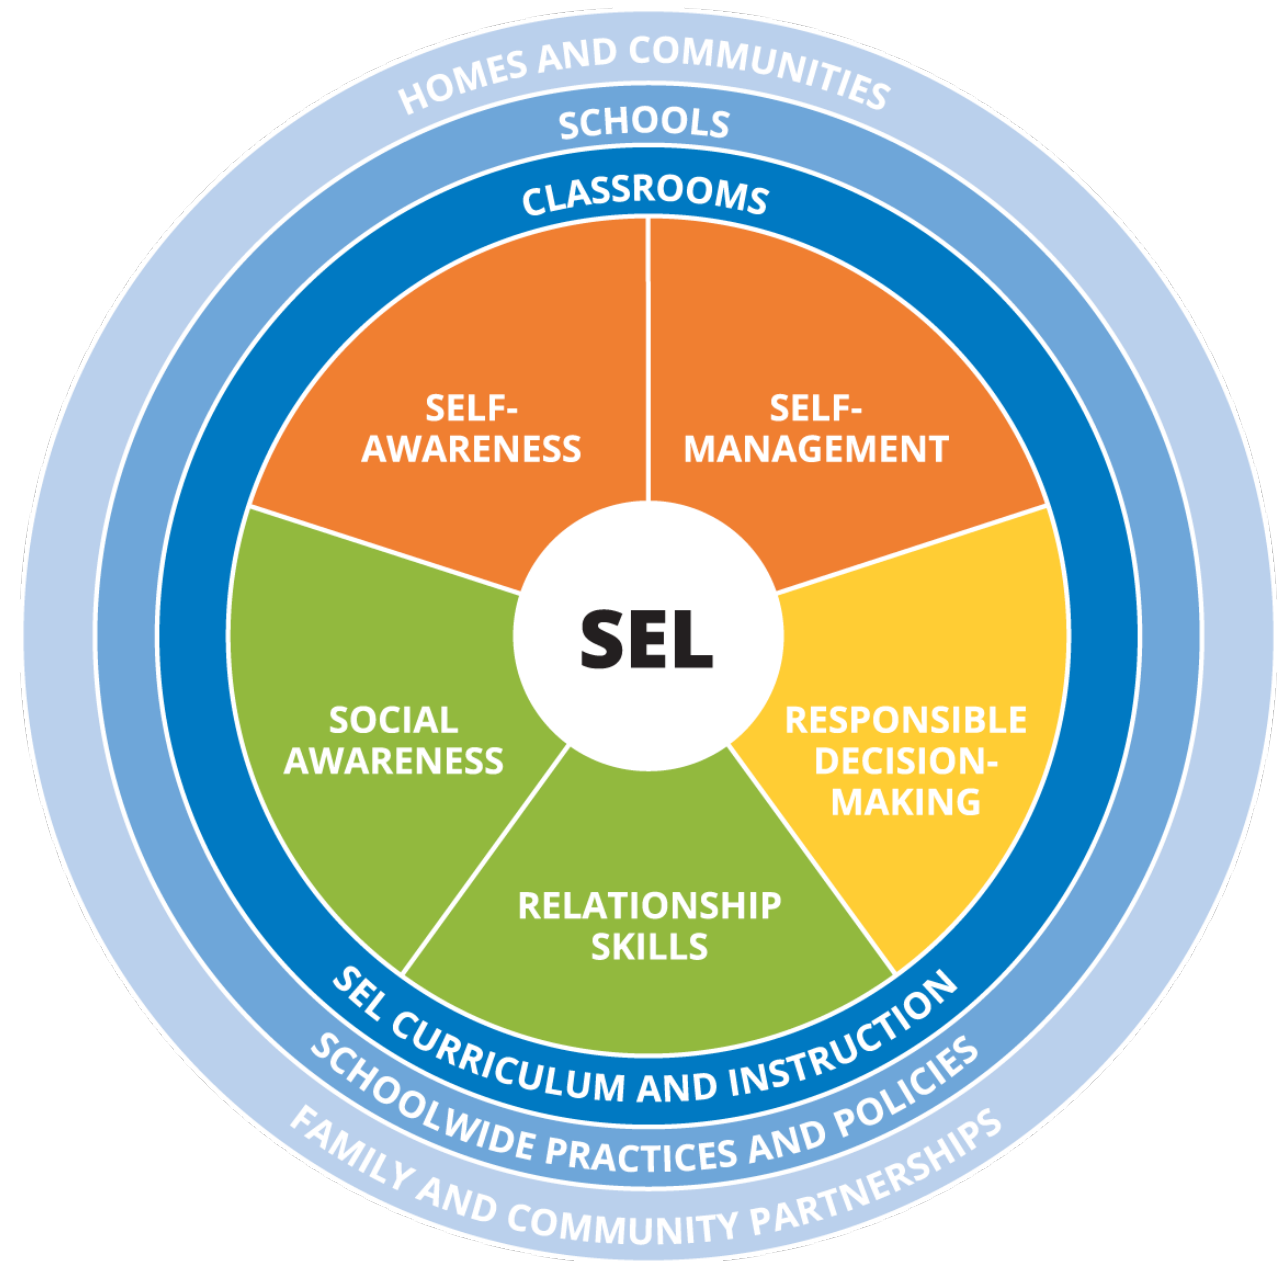 HOMES AND COMMUNITIES
SCHOOLS
CLASSROOMS
SELF-
AWARENESS
SELF-
MANAGEMENT
SEL
SOCIAL
AWARENESS
RESPONSIBLE
DECISION-
MAKING
RELATIONSHIP
SKILLS
SEL CURRICULUM AND INSTRUCTION
SCHOOLWIDE PRACTICES AND POLICIES
FAMILY AND COMMUNITY PARTNERSHIPS